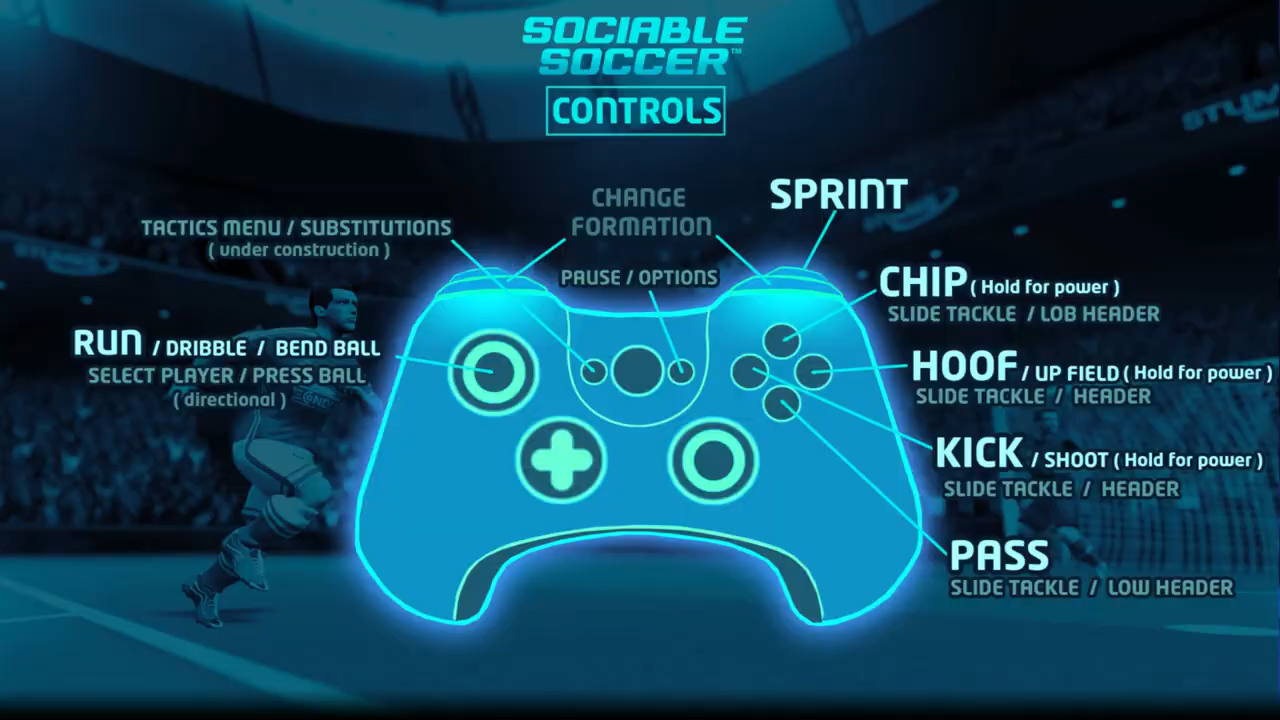 SOCIABLE
SOCCER™
CONTROLS
SPRINT
CHANGE
FORMATION
TACTICS MENU / SUBSTITUTIONS
( under construction )
PAUSE / OPTIONS
CHIP ( Hold for power )
SLIDE TACKLE / LOB HEADER
RUN / DRIBBLE / BEND BALL
SELECT PLAYER / PRESS BALL
( directional )
HOOF / UP FIELD ( Hold for power )
SLIDE TACKLE / HEADER
KICK / SHOOT ( Hold for power )
SLIDE TACKLE / HEADER
PASS
SLIDE TACKLE / LOW HEADER